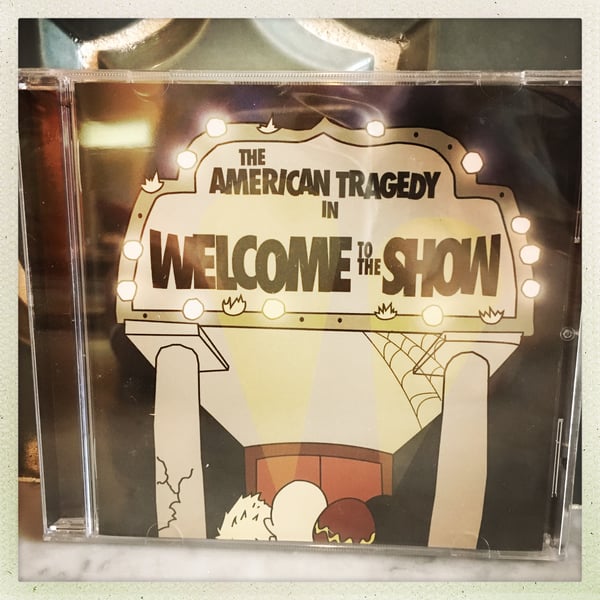 THE
AMERICAN TRAGEDY
IN
WELCOME TO THE SHOW